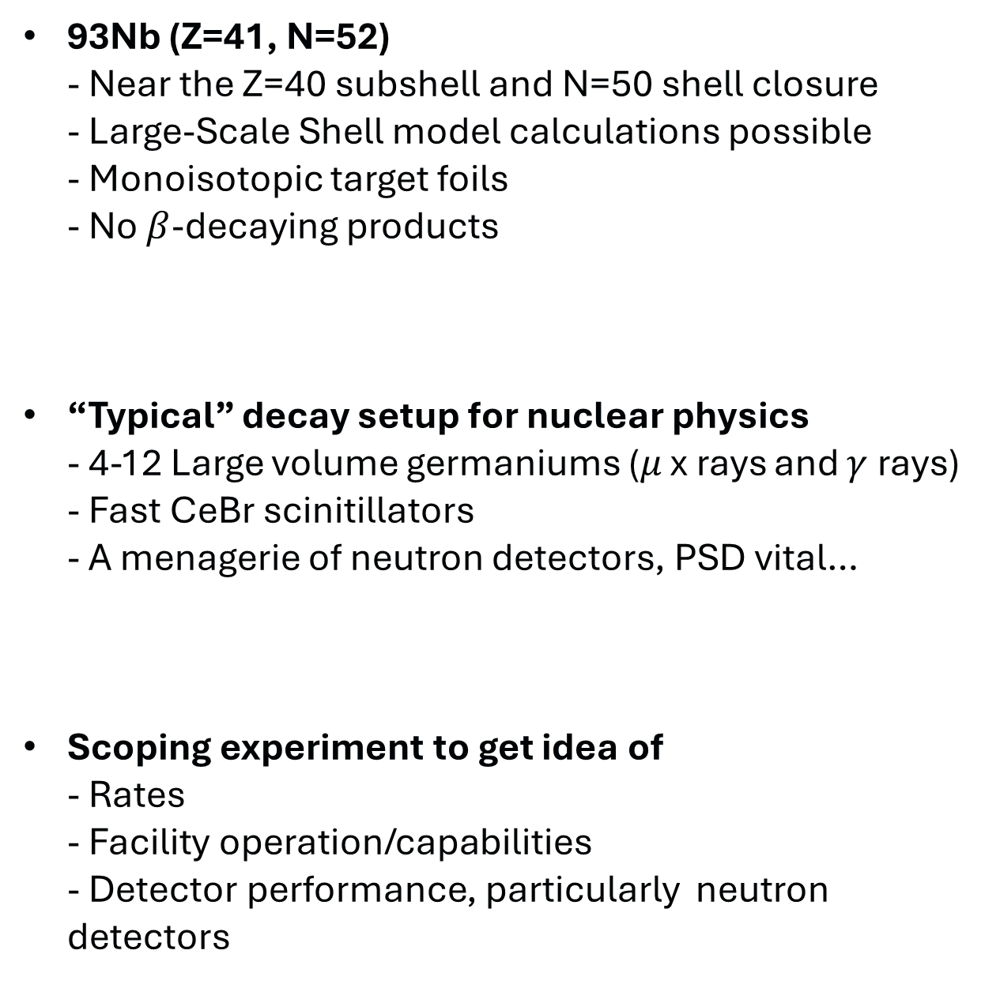 • 93Nb (Z=41, N=52)
- Near the Z=40 subshell and N=50 shell closure
- Large-Scale Shell model calculations possible
- Monoisotopic target foils
- No β-decaying products
• “Typical” decay setup for nuclear physics
- 4-12 Large volume germaniums (μ x rays and γ rays)
- Fast CeBr scinitillators
- A menagerie of neutron detectors, PSD vital...
• Scoping experiment to get idea of
- Rates
- Facility operation/capabilities
- Detector performance, particularly  neutron
detectors